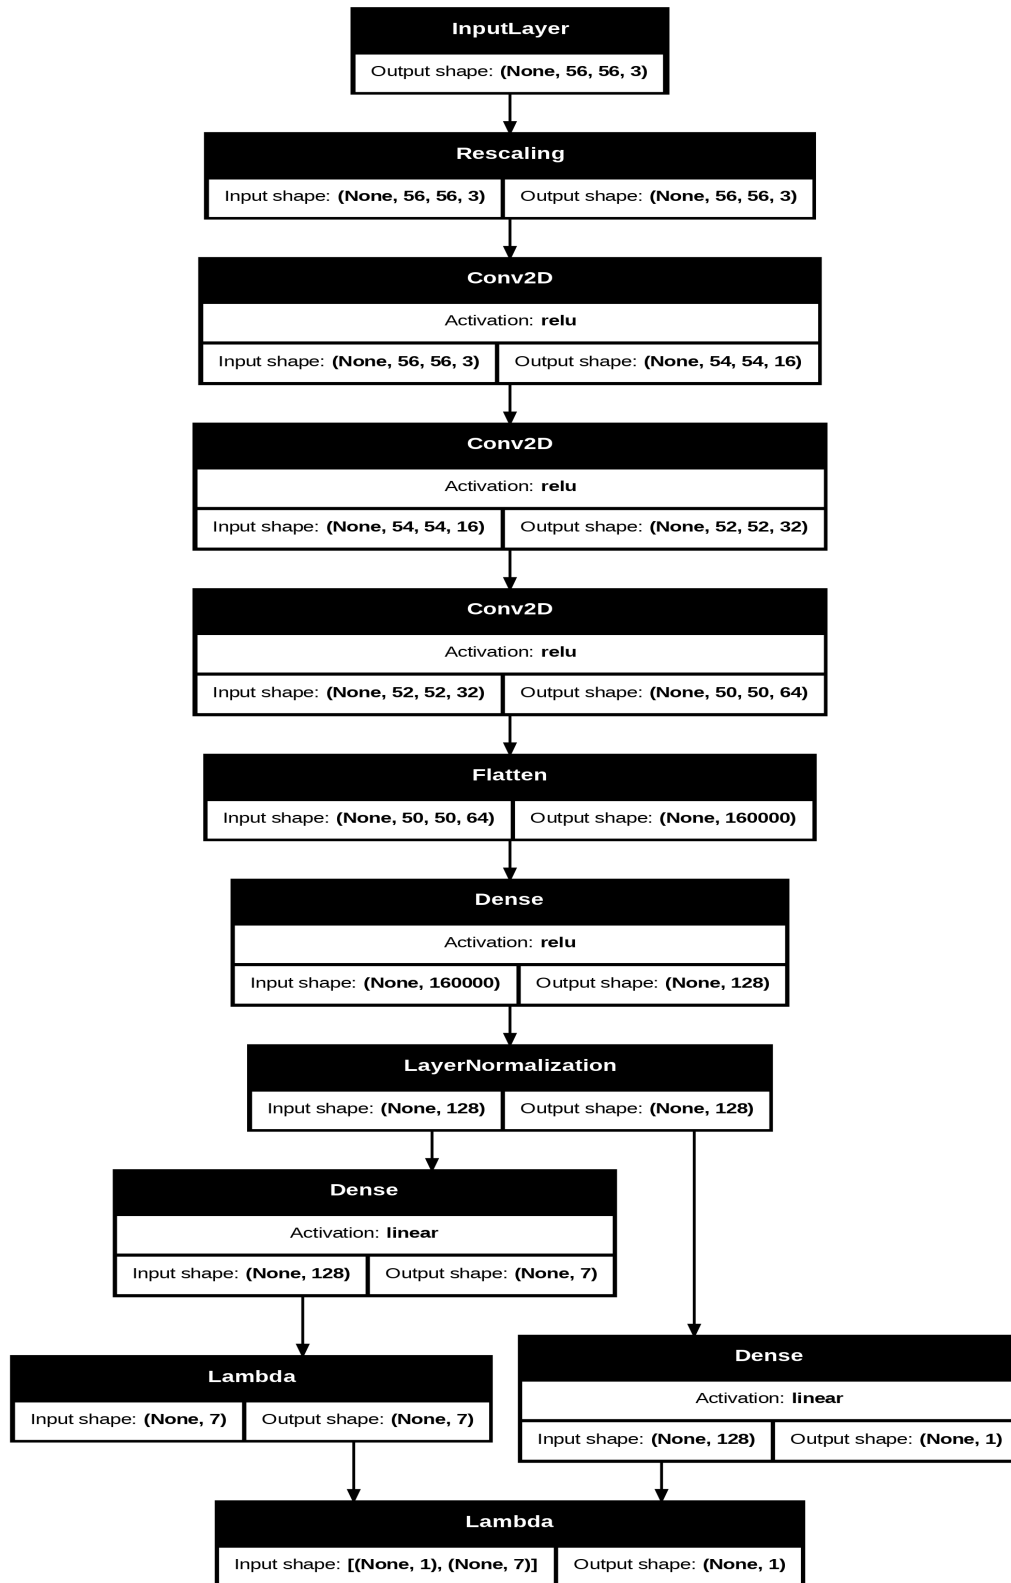 InputLayer
Output shape: (None, 56, 56, 3)
Rescaling
Input shape: (None, 56, 56, 3) Output shape: (None, 56, 56, 3)
Conv2D
Activation: relu
Input shape: (None, 56, 56, 3) Output shape: (None, 54, 54, 16)
Conv2D
Activation: relu
Input shape: (None, 54, 54, 16) Output shape: (None, 52, 52, 32)
Conv2D
Activation: relu
Input shape: (None, 52, 52, 32) Output shape: (None, 50, 50, 64)
Flatten
Input shape: (None, 50, 50, 64) Output shape: (None, 160000)
Dense
Activation: relu
Input shape: (None, 160000) Output shape: (None, 128)
LayerNormalization
Input shape: (None, 128) Output shape: (None, 128)
Dense
Activation: linear
Input shape: (None, 128) Output shape: (None, 7)
Lambda
Input shape: (None, 7) Output shape: (None, 7)
Dense
Activation: linear
Input shape: (None, 128) Output shape: (None, 1)
Lambda
Input shape: [(None, 1), (None, 7)] Output shape: (None, 1)